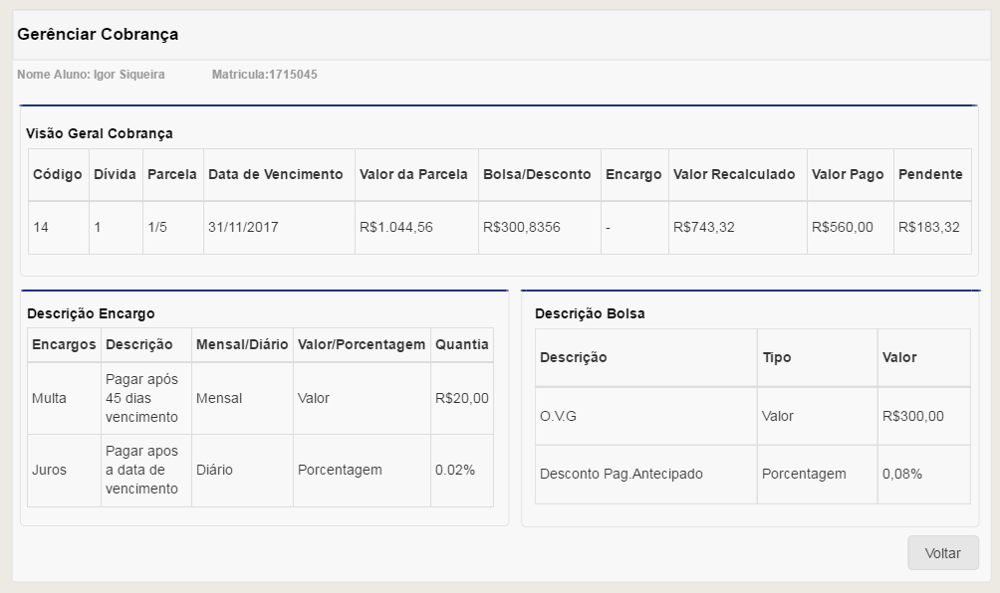 Gerênciar Cobrança
Nome Aluno: Igor Siqueira Matricula:1715045
Visão Geral Cobrança
Código Dívida Parcela Data de Vencimento Valor da Parcela Bolsa/Desconto Encargo Valor Recalculado Valor Pago Pendente
14 1 1/5 31/11/2017 R$1.044,56 R$300,8356 - R$743,32 R$560,00 R$183,32
Descrição Encargo
Encargos Descrição Mensal/Diário Valor/Porcentagem Quantia
Multa Pagar após 45 dias vencimento Mensal Valor R$20,00
Juros Pagar apos a data de vencimento Diário Porcentagem 0.02%
Descrição Bolsa
Descrição Tipo Valor
O.V.G Valor R$300,00
Desconto Pag.Antecipado Porcentagem 0,08%
Voltar